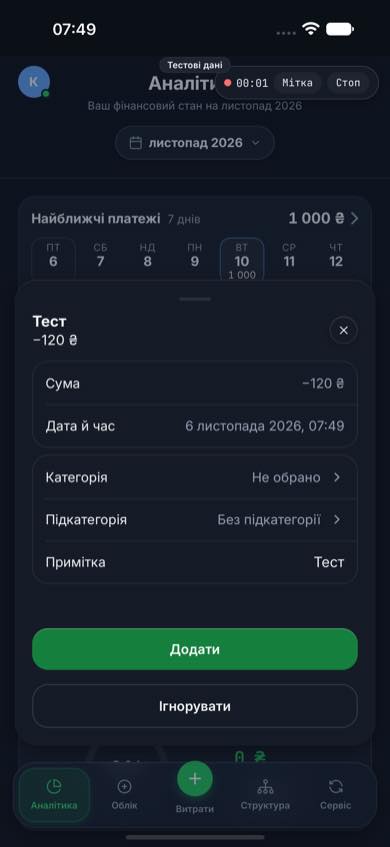 07:49
Тестові дані
К
Аналіти
00:01 Мітка Стоп
Ваш фінансовий стан на листопад 2026
листопад 2026
Найближчі платежі 7 днів 1 000 ₴
ПТ СБ НД ПН ВТ СР ЧТ
6 7 8 9 10 11 12
1 000
Тест
−120 ₴
Сума −120 ₴
Дата й час 6 листопада 2026, 07:49
Категорія Не обрано
Підкатегорія Без підкатегорії
Примітка Тест
Додати
Ігнорувати
0 ₴
Аналітика Облік Витрати Структура Сервіс